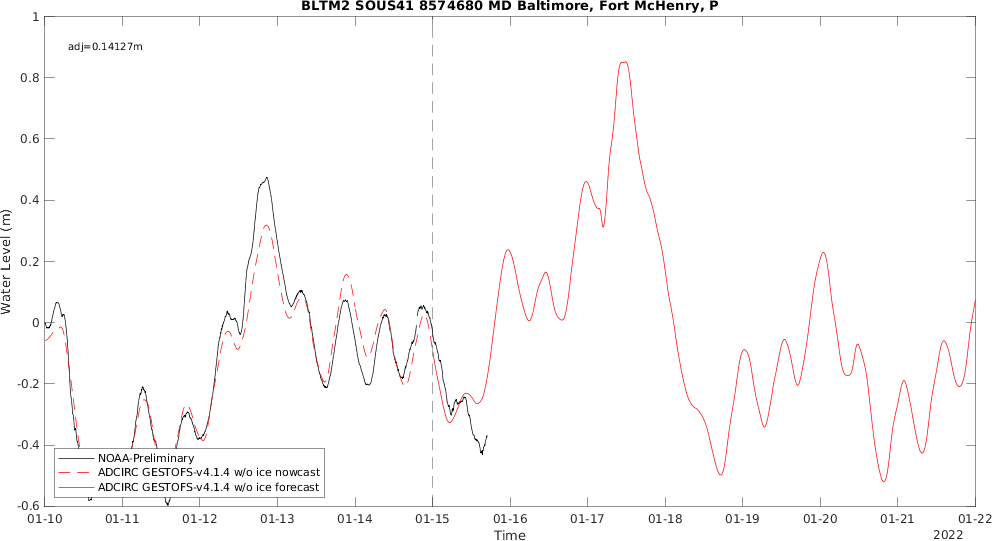 BLTM2 SOUS41 8574680 MD Baltimore, Fort McHenry, P
adj=0.14127m
Water Level (m)
1
0.8
0.6
0.4
0.2
0
-0.2
-0.4
-0.6
NOAA-Preliminary
ADCIRC GESTOFS-v4.1.4 w/o ice nowcast
ADCIRC GESTOFS-v4.1.4 w/o ice forecast
01-10 01-11 01-12 01-13 01-14 01-15 01-16 01-17 01-18 01-19 01-20 01-21 01-22
Time
2022